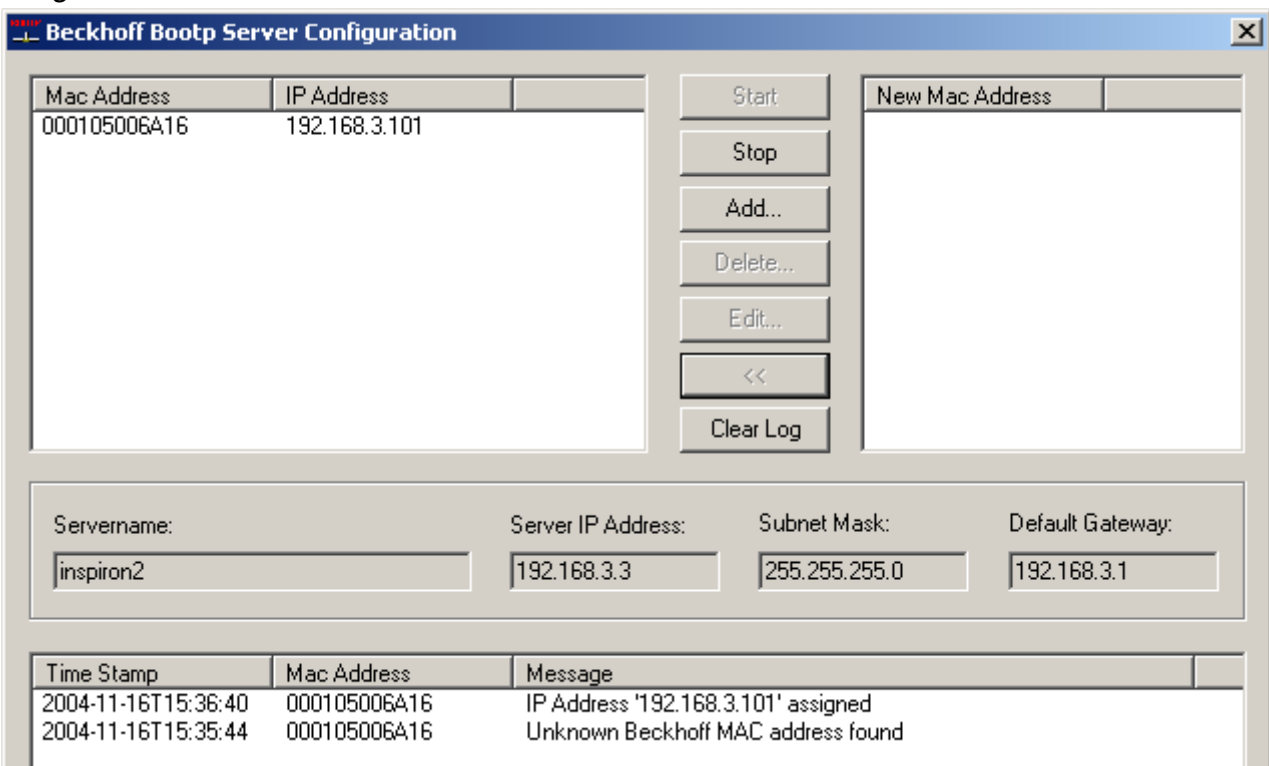 Beckhoff Bootp Server Configuration
Mac Address IP Address
000105006A16 192.168.3.101
Start
Stop
Add...
Delete...
Edit...
<<
Clear Log
New Mac Address
Servername: Server IP Address: Subnet Mask: Default Gateway:
inspiron2 192.168.3.3 255.255.255.0 192.168.3.1
Time Stamp Mac Address Message
2004-11-16T15:36:40 000105006A16 IP Address '192.168.3.101' assigned
2004-11-16T15:35:44 000105006A16 Unknown Beckhoff MAC address found